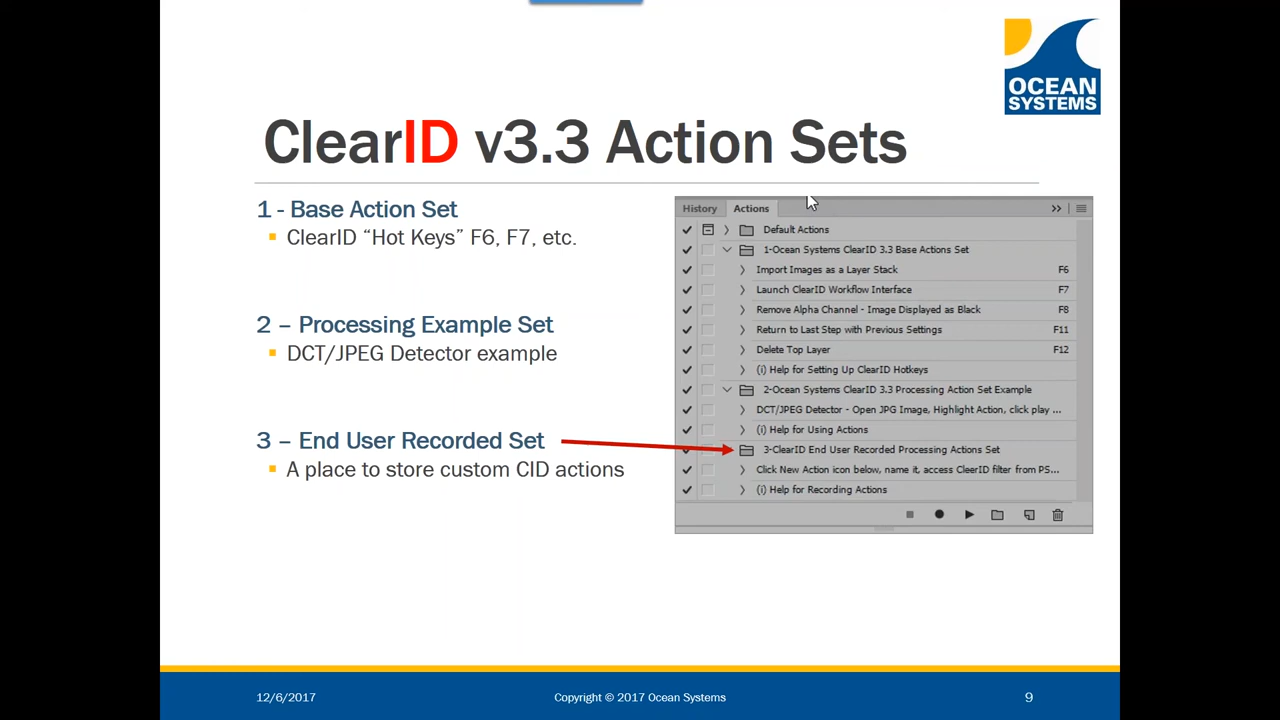 OCEAN
SYSTEMS
ClearID v3.3 Action Sets
1 - Base Action Set
ClearID “Hot Keys” F6, F7, etc.
2 – Processing Example Set
DCT/JPEG Detector example
3 – End User Recorded Set
A place to store custom CID actions
History Actions
Default Actions
1-Ocean Systems ClearID 3.3 Base Actions Set
Import Images as a Layer Stack F6
Launch ClearID Workflow Interface F7
Remove Alpha Channel - Image Displayed as Black F8
Return to Last Step with Previous Settings F11
Delete Top Layer F12
(i) Help for Setting Up ClearID Hotkeys
2-Ocean Systems ClearID 3.3 Processing Action Set Example
DCT/JPEG Detector - Open JPG Image, Highlight Action, click play ...
(i) Help for Using Actions
3-ClearID End User Recorded Processing Actions Set
Click New Action icon below, name it, access CleerID filter from PS...
(i) Help for Recording Actions
12/6/2017 Copyright © 2017 Ocean Systems 9